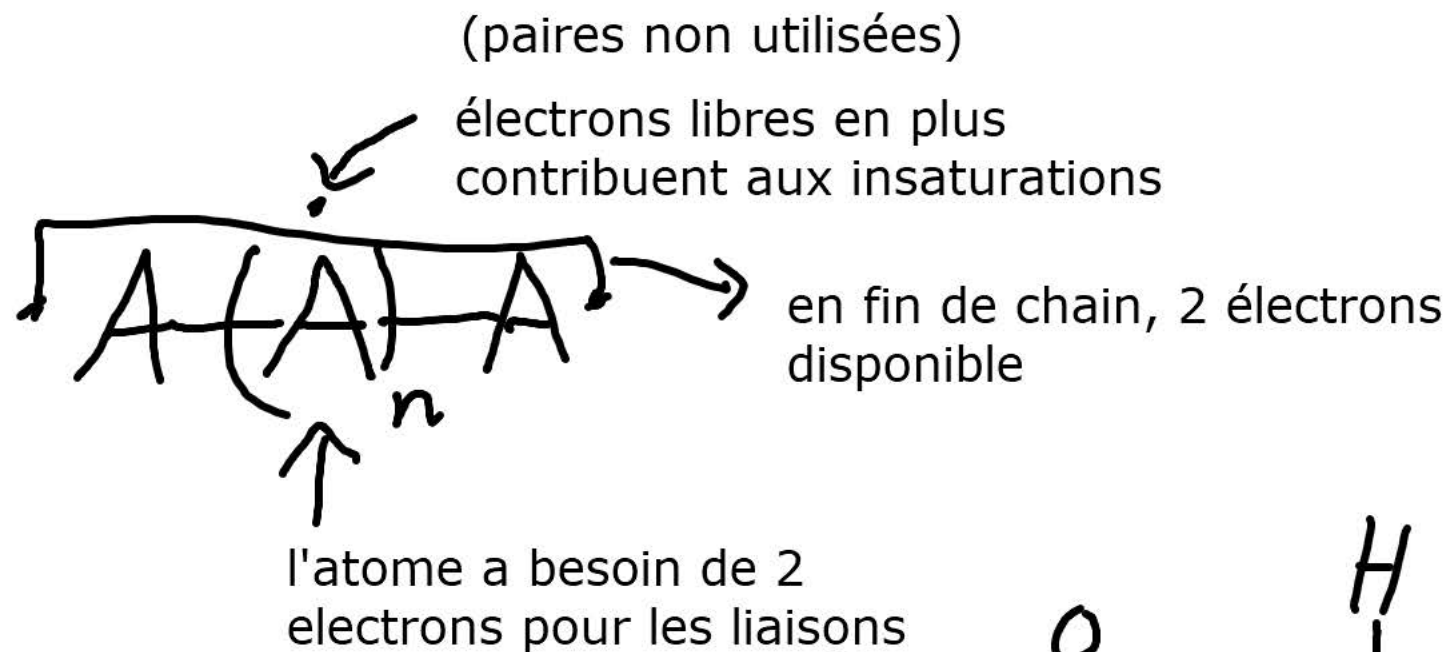 (paires non utilisées)
électrons libres en plus
contribuent aux insaturations
A-(A)-A
n
en fin de chain, 2 électrons
disponible
l'atome a besoin de 2
electrons pour les liaisons
H